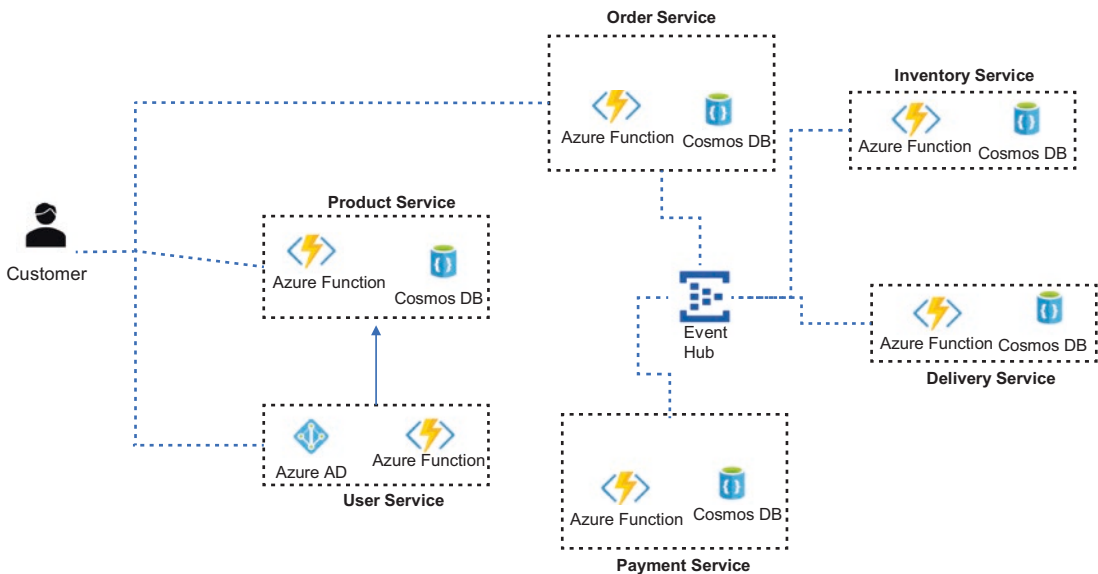 Order Service
Azure Function
Cosmos DB
Inventory Service
Azure Function
Cosmos DB
Customer
Product Service
Azure Function
Cosmos DB
Event
Hub
Azure Function
Cosmos DB
Delivery Service
Azure AD
Azure Function
User Service
Azure Function
Cosmos DB
Payment Service